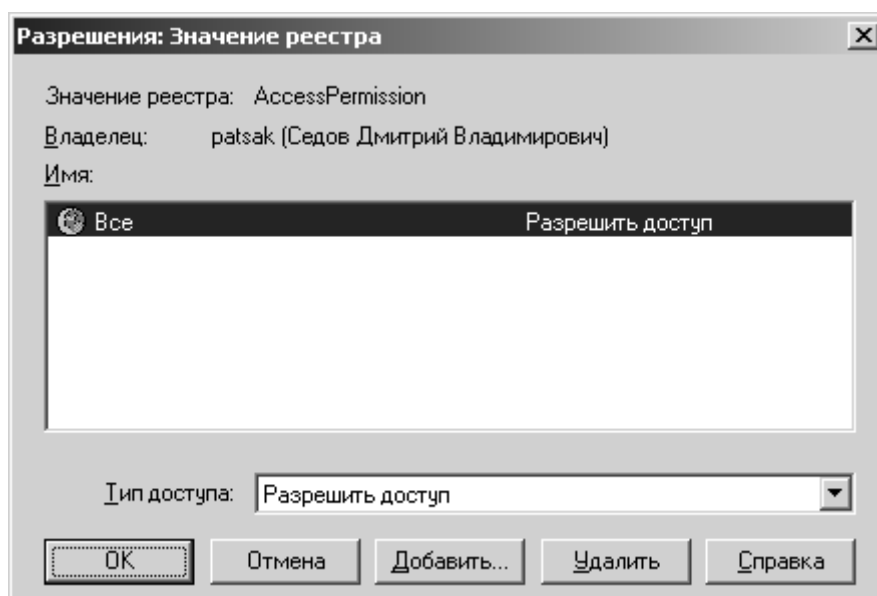 Разрешения: Значение реестра
Значение реестра: AccessPermission
Владелец: patsak (Седов Дмитрий Владимирович)
Имя:
Все Разрешить доступ
Тип доступа: Разрешить доступ
OK Отмена Добавить... Удалить Справка